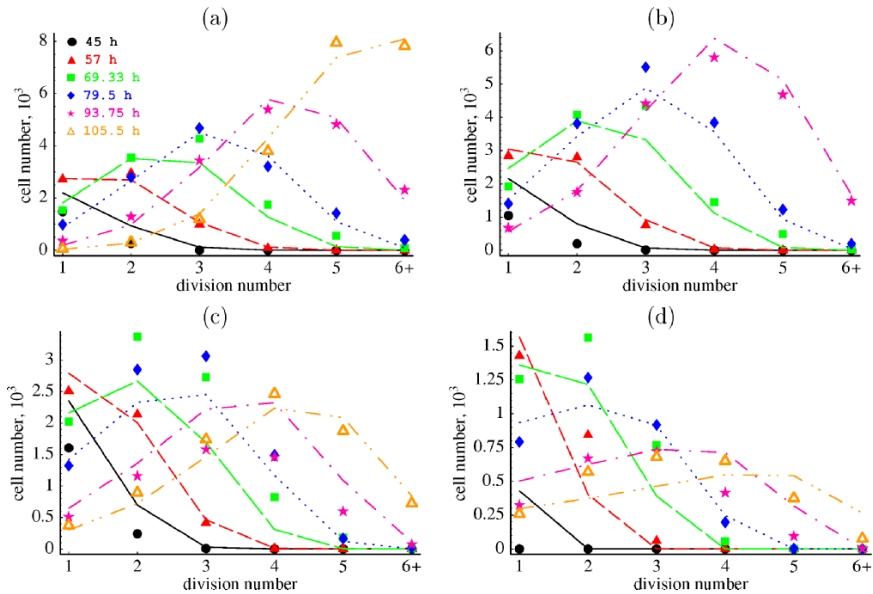 (a)
(b)
cell number, 10³
8
6
4
2
0
45 h
57 h
69.33 h
79.5 h
93.75 h
105.5 h
1 2 3 4 5 6+
division number
cell number, 10³
6
5
4
3
2
1
0
1 2 3 4 5 6+
division number
(c)
(d)
cell number, 10³
3
2.5
2
1.5
1
0.5
0
1 2 3 4 5 6+
division number
cell number, 10³
1.5
1.25
1
0.75
0.5
0.25
0
1 2 3 4 5 6+
division number